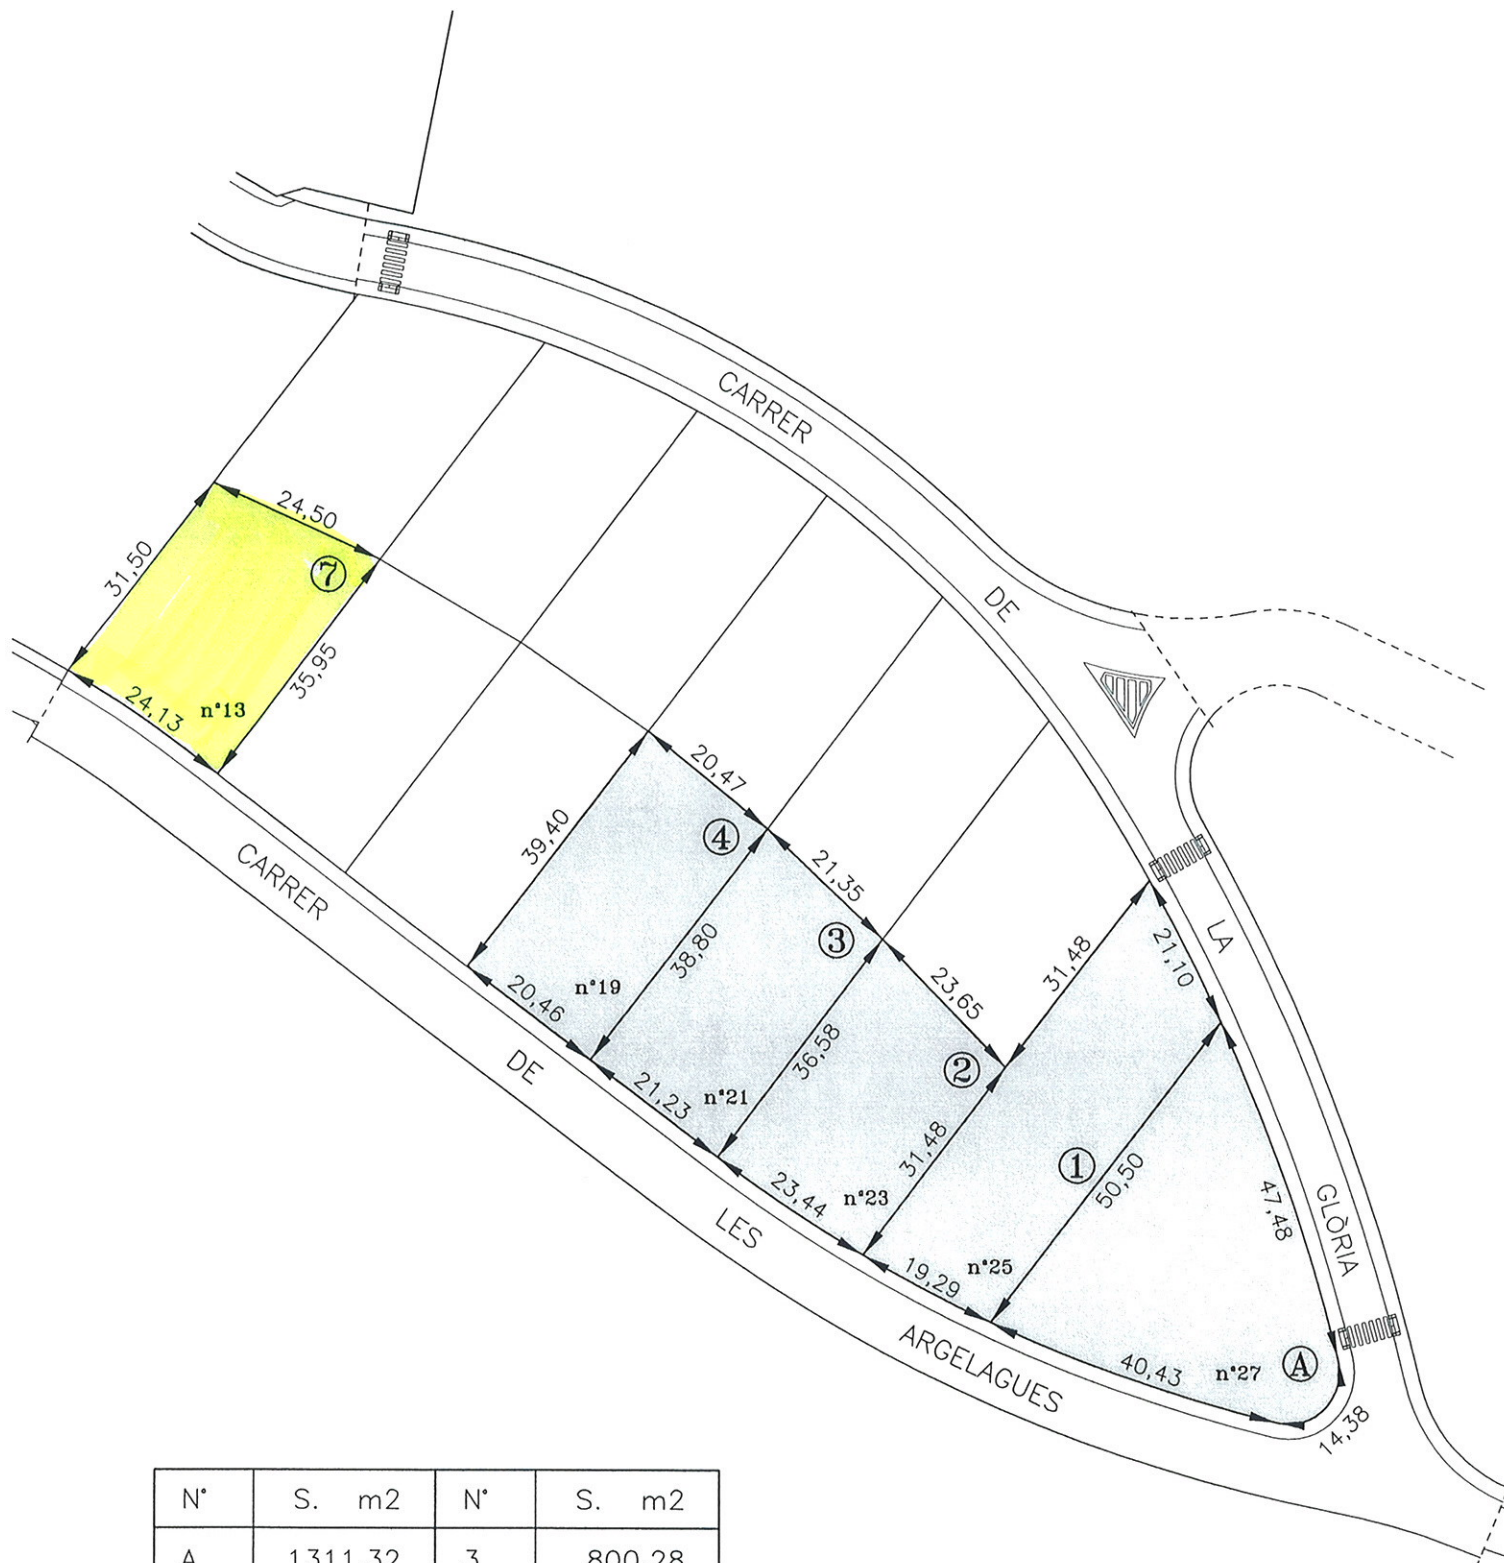 CARRER
DE
LA
GLÒRIA
24,50
31,50
⑦
35,95
24,13
n°13
20,47
39,40
④
21,35
38,80
③
n°19
20,46
23,65
31,48
21,10
36,58
②
n°21
21,23
31,48
①
50,50
47,48
n°23
23,44
n°25
19,29
40,43
n°27
Ⓐ
14,38
CARRER
DE
LES
ARGELAGUES
N° S. m2 N° S. m2
A 1311,32 3 800,28